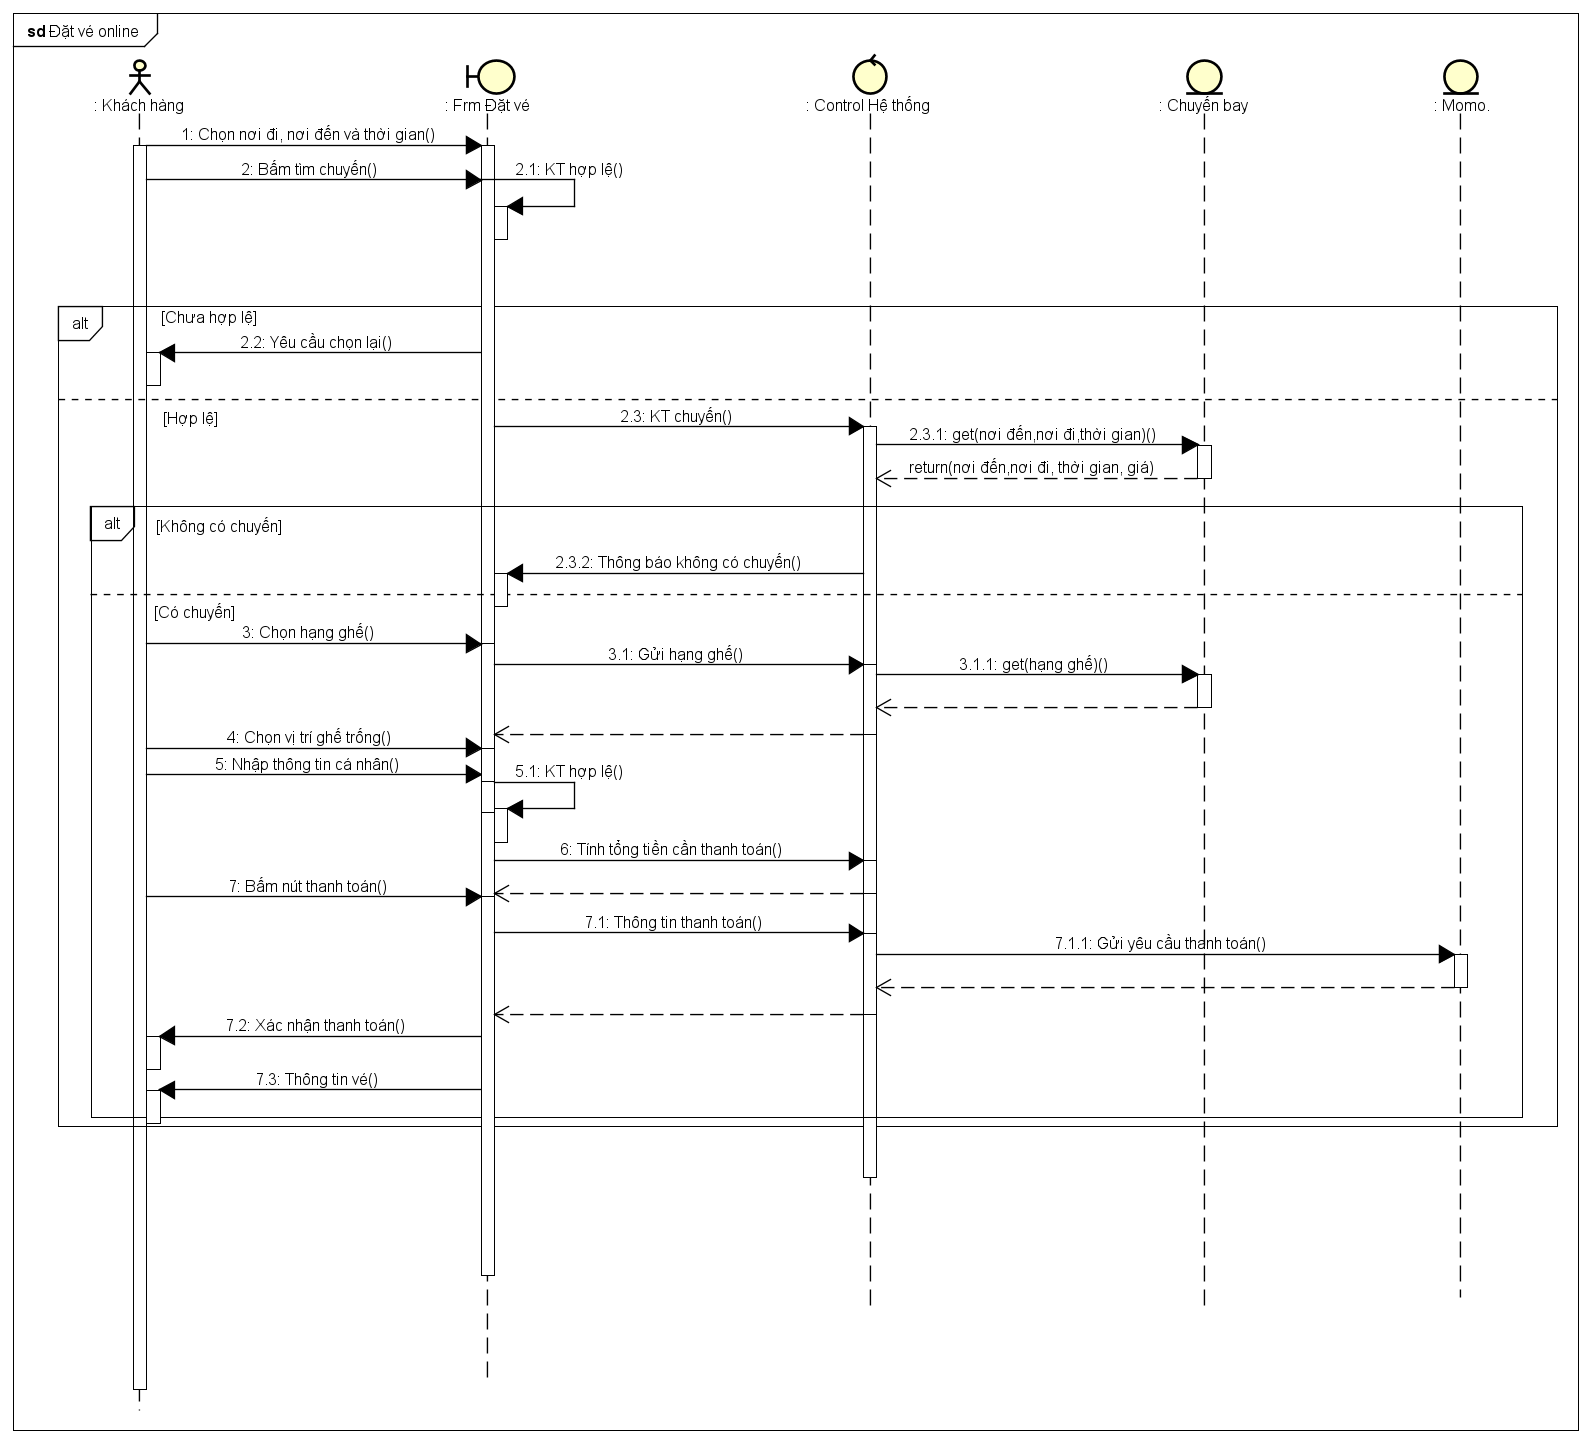 sd Đặt vé online
: Khách hàng
: Frm Đặt vé
: Control Hệ thống
: Chuyến bay
: Momo.
1: Chọn nơi đi, nơi đến và thời gian()
2: Bấm tìm chuyến()
2.1: KT hợp lệ()
alt
[Chưa hợp lệ]
2.2: Yêu cầu chọn lại()
[Hợp lệ]
2.3: KT chuyến()
2.3.1: get(nơi đến,nơi đi,thời gian)()
return(nơi đến,nơi đi, thời gian, giá)
alt
[Không có chuyến]
2.3.2: Thông báo không có chuyến()
[Có chuyến]
3: Chọn hạng ghế()
3.1: Gửi hạng ghế()
3.1.1: get(hạng ghế)()
4: Chọn vị trí ghế trống()
5: Nhập thông tin cá nhân()
5.1: KT hợp lệ()
6: Tính tổng tiền cần thanh toán()
7: Bấm nút thanh toán()
7.1: Thông tin thanh toán()
7.1.1: Gửi yêu cầu thanh toán()
7.2: Xác nhận thanh toán()
7.3: Thông tin vé()